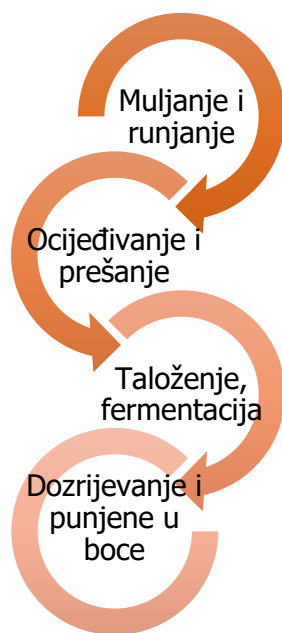 Muljanje i
runjanje
Ocijeđivanje i
prešanje
Taloženje,
fermentacija
Dozrijevanje i
punjene u
boce